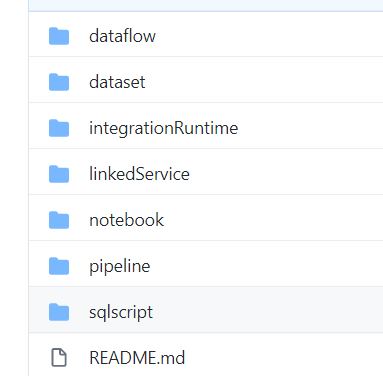 dataflow
dataset
integrationRuntime
linkedService
notebook
pipeline
sqlscript
README.md